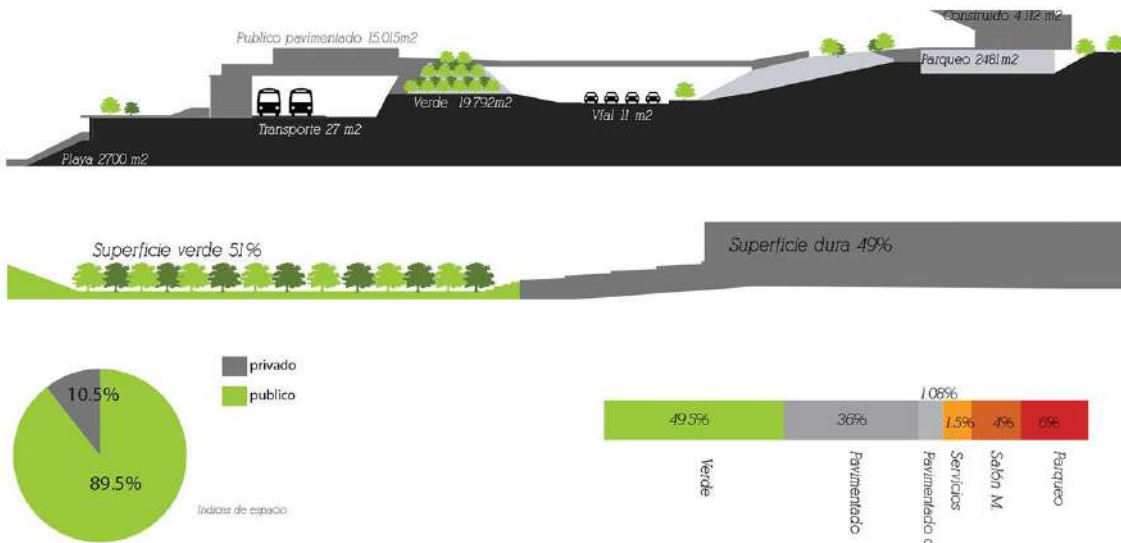 Construido 4.112 m2
Publico pavimentado 15.015m2
Parqueo 2481m2
Verde 19.792m2
Vial 11 m2
Transporte 27 m2
Playa 2700 m2
Superficie verde 51%
Superficie dura 49%
privado
publico
10.5%
89.5%
Indices de espacio
1.08%
49.5%
36%
1.5%
4%
6%
Verde
Pavimentado
Pavimentado
Servicios
Salón M.
Parqueo